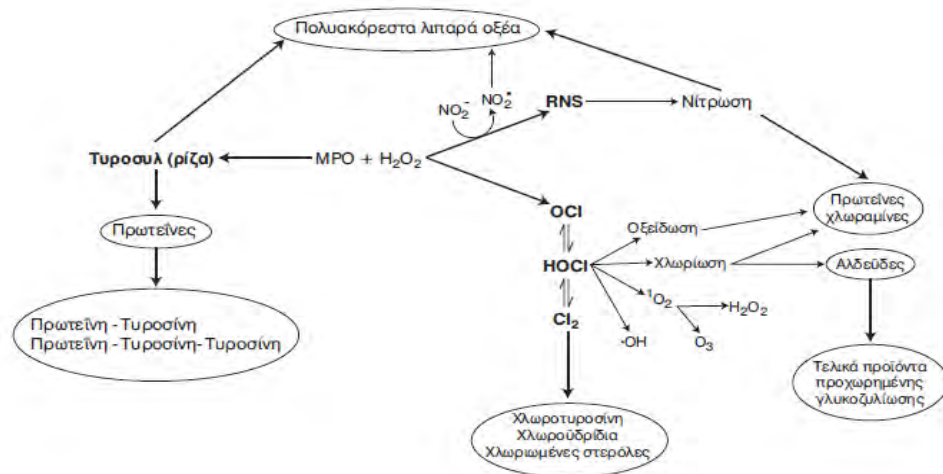 Πολυακόρεστα λιπαρά οξέα
NO2- NO2• RNS Νίτρωση
Τυροσυλ (ρίζα) MPO + H2O2
Πρωτεΐνες
χλωραμίνες
OCl Οξείδωση
Πρωτεΐνες
HOCl Χλωρίωση Αλδεΰδες
1O2 H2O2
Cl2
•OH O3
Πρωτεΐνη - Τυροσίνη
Πρωτεΐνη - Τυροσίνη- Τυροσίνη
Τελικά προϊόντα
προχωρημένης
γλυκοζυλίωσης
Χλωροτυροσίνη
Χλωροϋδρίδια
Χλωριωμένες στερόλες